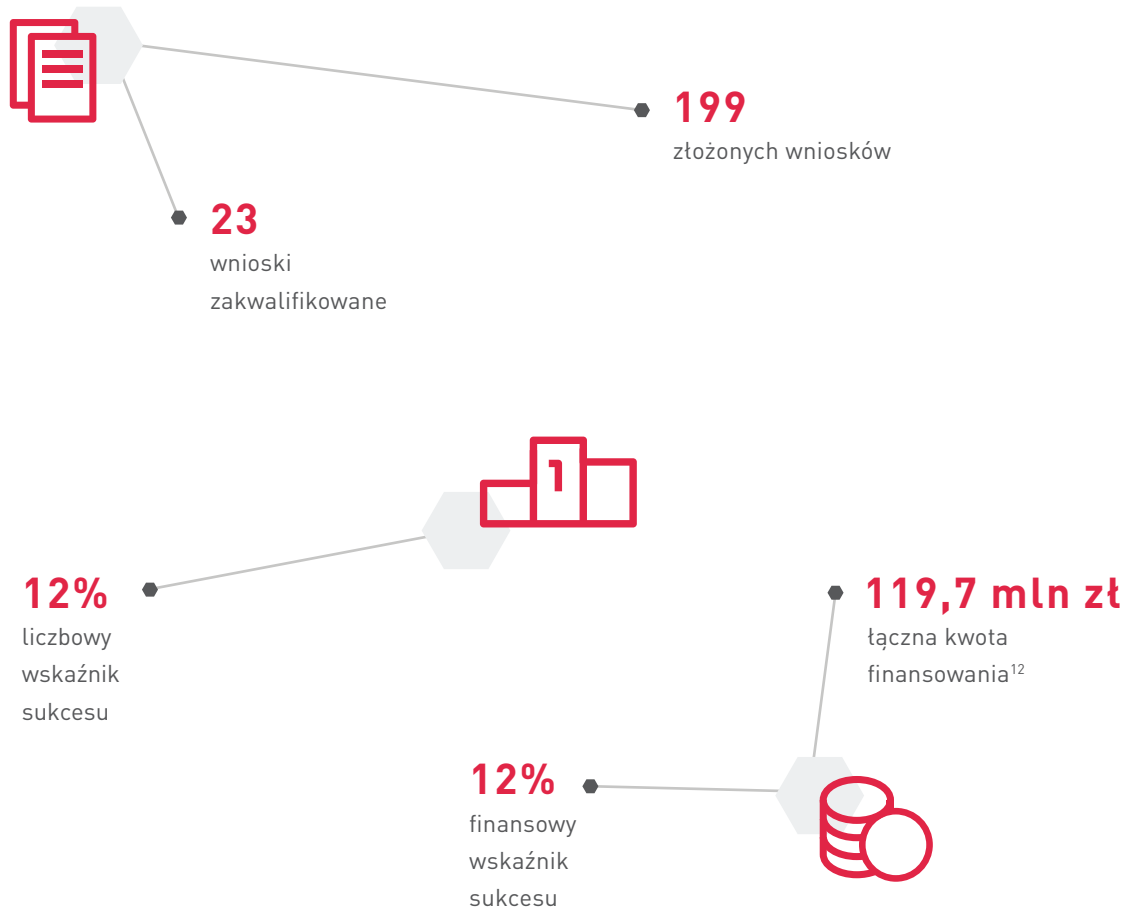 199
złożonych wniosków
23
wnioski
zakwalifikowane
1
12%
liczbowy
wskaźnik
sukcesu
119,7 mln zł
łączna kwota
finansowania¹²
12%
finansowy
wskaźnik
sukcesu